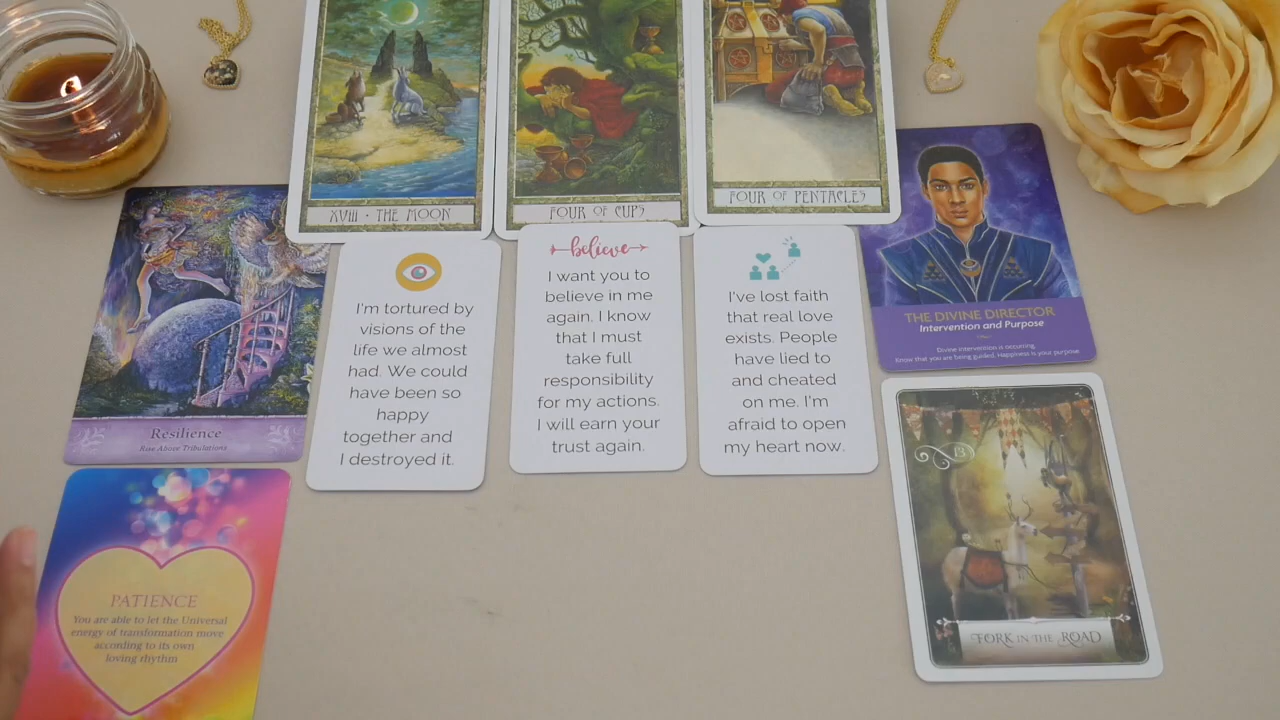 XVIII • THE MOON
FOUR OF CUPS
FOUR OF PENTACLES
Resilience
Rise Above Tribulations
I'm tortured by
visions of the
life we almost
had. We could
have been so
happy
together and
I destroyed it.
believe
I want you to
believe in me
again. I know
that I must
take full
responsibility
for my actions.
I will earn your
trust again.
I've lost faith
that real love
exists. People
have lied to
and cheated
on me. I'm
afraid to open
my heart now.
THE DIVINE DIRECTOR
Intervention and Purpose
Divine intervention is occurring.
Know that you are being guided. Happiness is your purpose.
PATIENCE
You are able to let the Universal
energy of transformation move
according to its own
loving rhythm
13
FORK IN THE ROAD